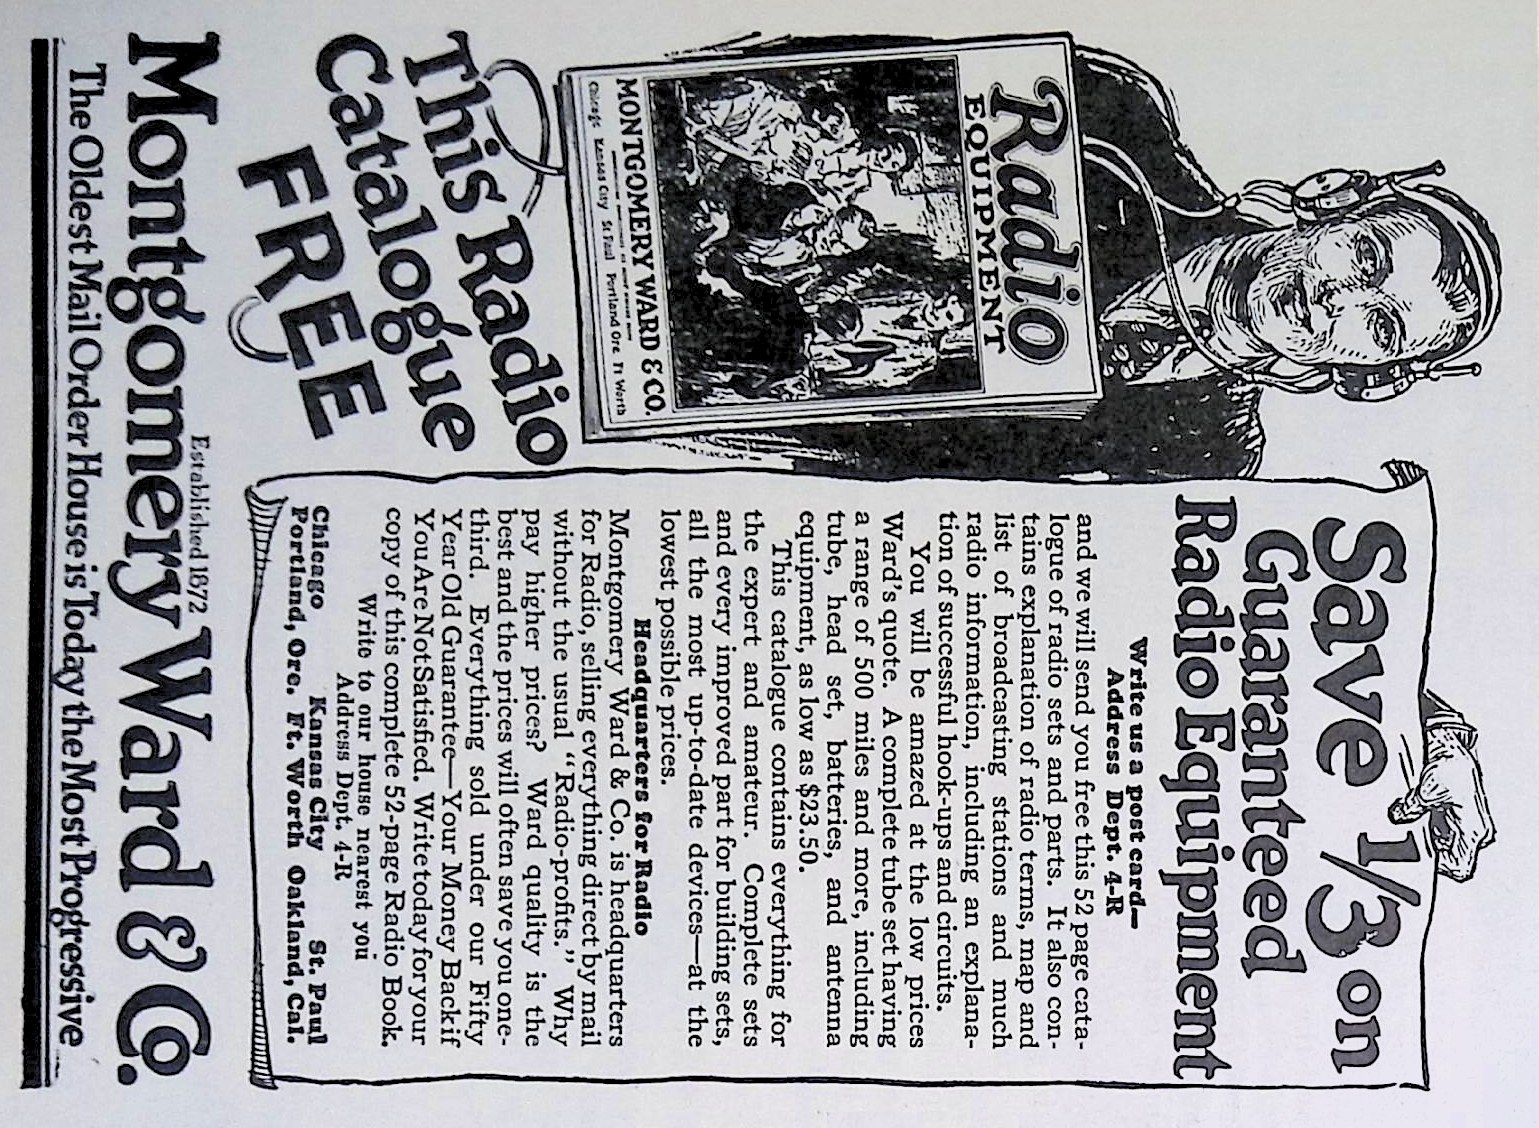 Save 1/3 on
Guaranteed
Radio Equipment
Write us a post card—
Address Dept. 4-R
and we will send you free this 52 page cata-
logue of radio sets and parts. It also con-
tains explanation of radio terms, map and
list of broadcasting stations and much
radio information, including an explana-
tion of successful hook-ups and circuits.
You will be amazed at the low prices
Ward's quote. A complete tube set having
a range of 500 miles and more, including
tube, head set, batteries, and antenna
equipment, as low as $23.50.
This catalogue contains everything for
the expert and amateur. Complete sets
and every improved part for building sets,
all the most up-to-date devices—at the
lowest possible prices.
Headquarters for Radio
Montgomery Ward & Co. is headquarters
for Radio, selling everything direct by mail
without the usual "Radio-profits." Why
pay higher prices? Ward quality is the
best and the prices will often save you one-
third. Everything sold under our Fifty
Year Old Guarantee—Your Money Back if
You Are Not Satisfied. Write today for your
copy of this complete 52-page Radio Book.
Write to our house nearest you
Address Dept. 4-R
Chicago Kansas City St. Paul
Portland, Ore. Ft. Worth Oakland, Cal.
Radio
EQUIPMENT
MONTGOMERY WARD & CO.
Chicago Kansas City St Paul Portland Ore Ft Worth
This Radio
Catalogue
FREE
Established 1872
Montgomery Ward & Co.
The Oldest Mail Order House is Today the Most Progressive